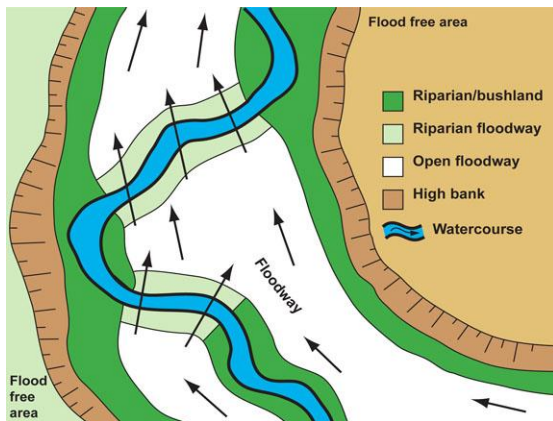 Flood free area
Riparian/bushland
Riparian floodway
Open floodway
High bank
Watercourse
Floodway
Flood
free
area